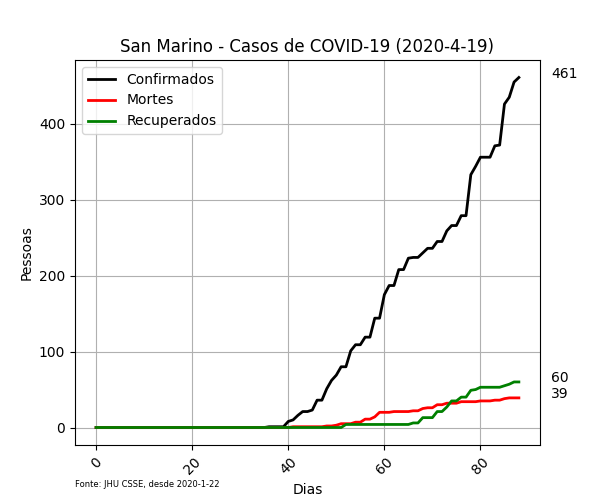 San Marino - Casos de COVID-19 (2020-4-19)
Confirmados
Mortes
Recuperados
461
400
300
200
100
0
60
39
Pessoas
0
20
40
60
80
Dias
Fonte: JHU CSSE, desde 2020-1-22